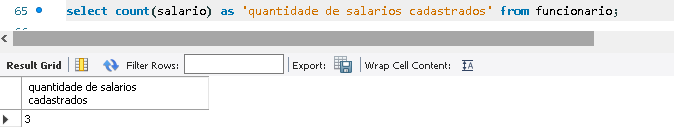 65 select count(salario) as 'quantidade de salarios cadastrados' from funcionario;
Result Grid Filter Rows: Export: Wrap Cell Content:
quantidade de salarios
cadastrados
3